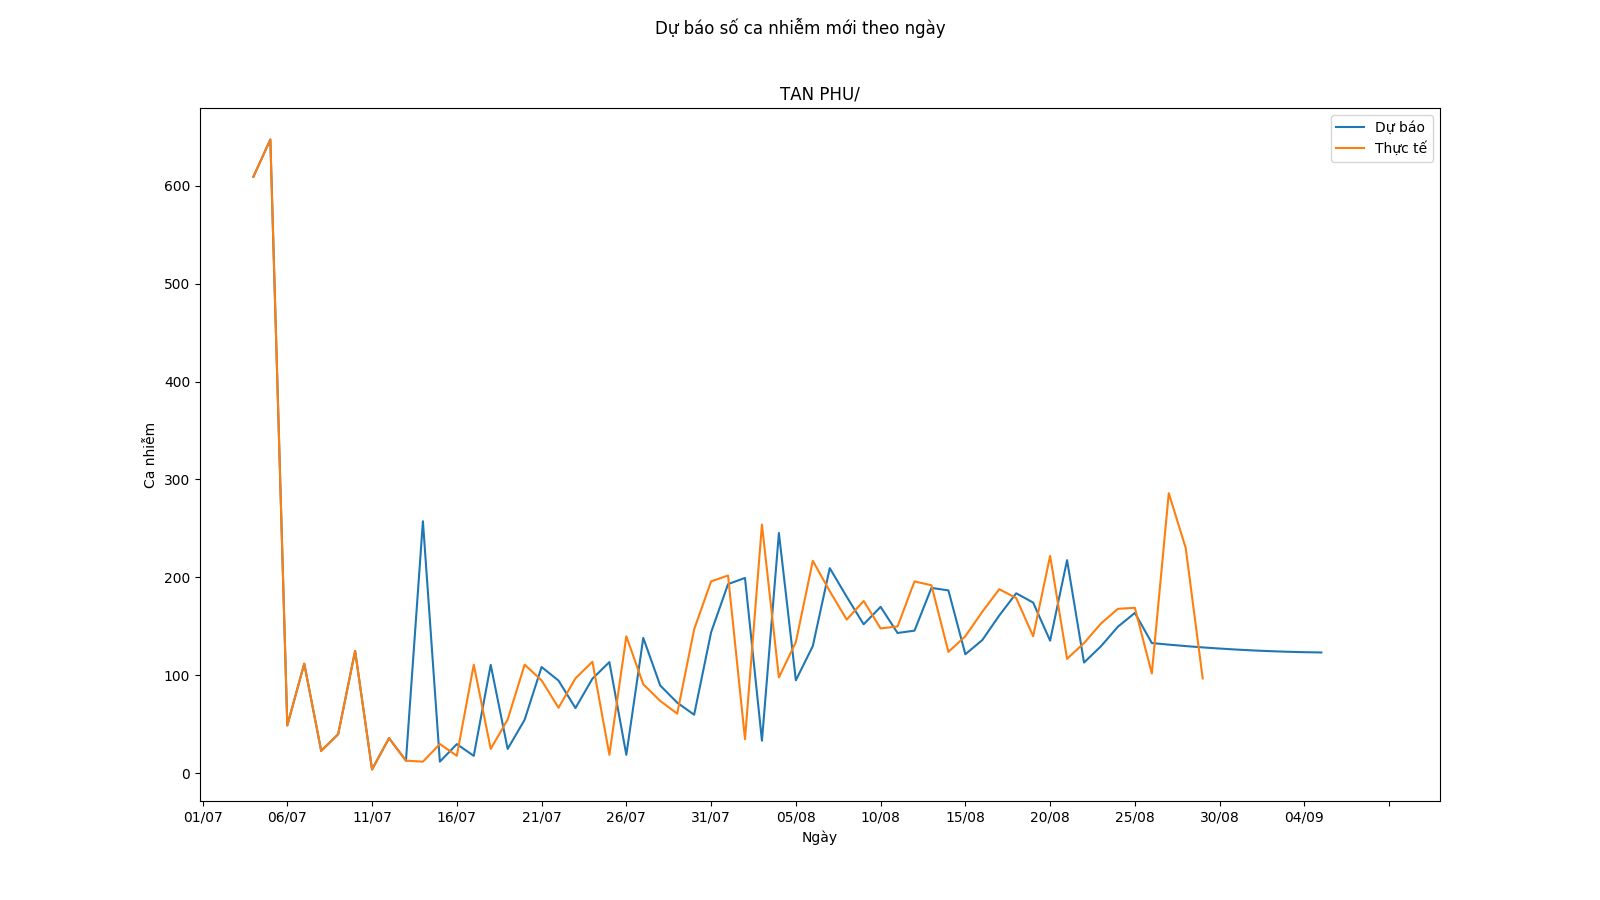 Dự báo số ca nhiễm mới theo ngày
TAN PHU/
Dự báo
Thực tế
Ca nhiễm
600
500
400
300
200
100
0
01/07 06/07 11/07 16/07 21/07 26/07 31/07 05/08 10/08 15/08 20/08 25/08 30/08 04/09
Ngày